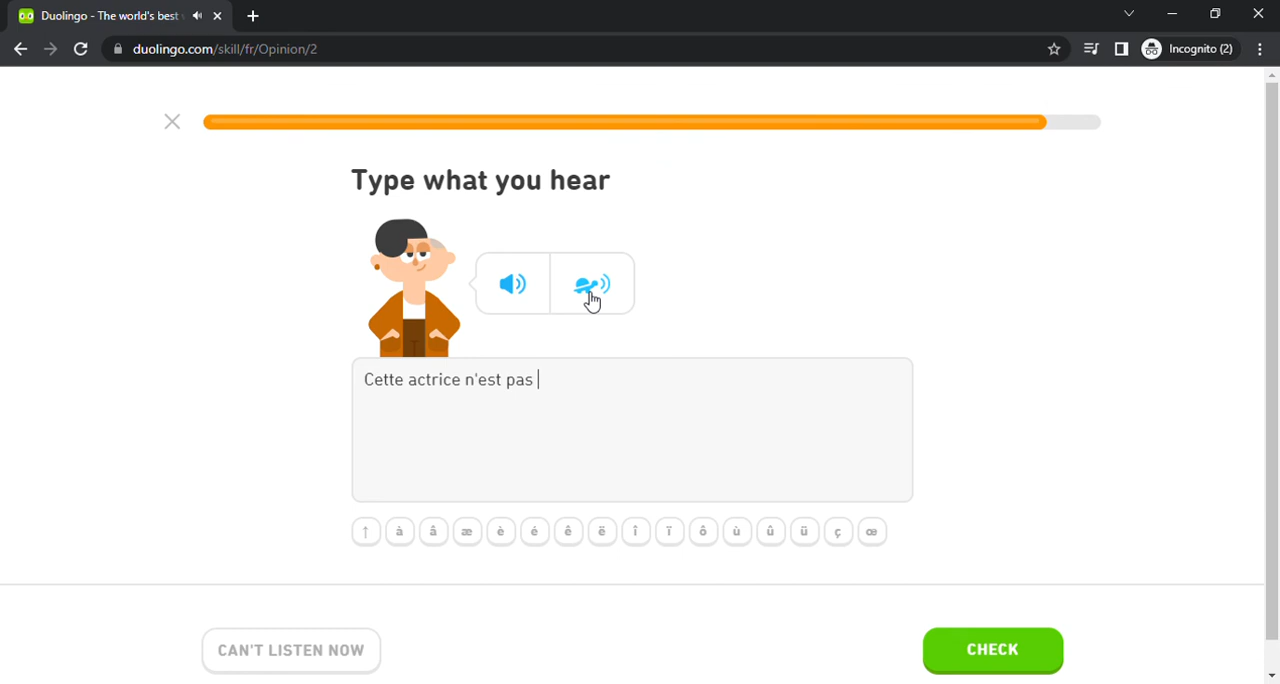 Duolingo - The world's best
duolingo.com/skill/fr/Opinion/2
Incognito (2)
Type what you hear
Cette actrice n'est pas
↑ à â æ è é ê ë î ï ô ù û ü ç œ
CAN'T LISTEN NOW
CHECK